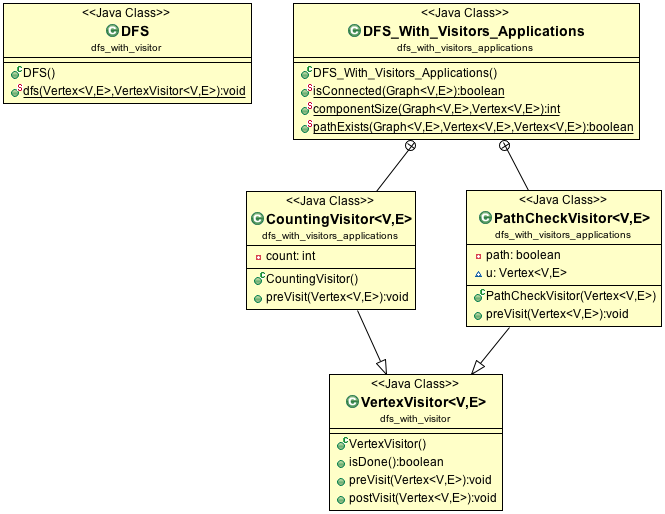 <<Java Class>>
DFS
dfs_with_visitor
DFS()
dfs(Vertex<V,E>,VertexVisitor<V,E>):void
<<Java Class>>
DFS_With_Visitors_Applications
dfs_with_visitors_applications
DFS_With_Visitors_Applications()
isConnected(Graph<V,E>):boolean
componentSize(Graph<V,E>,Vertex<V,E>):int
pathExists(Graph<V,E>,Vertex<V,E>,Vertex<V,E>):boolean
<<Java Class>>
CountingVisitor<V,E>
dfs_with_visitors_applications
count: int
CountingVisitor()
preVisit(Vertex<V,E>):void
<<Java Class>>
PathCheckVisitor<V,E>
dfs_with_visitors_applications
path: boolean
u: Vertex<V,E>
PathCheckVisitor(Vertex<V,E>)
preVisit(Vertex<V,E>):void
<<Java Class>>
VertexVisitor<V,E>
dfs_with_visitor
VertexVisitor()
isDone():boolean
preVisit(Vertex<V,E>):void
postVisit(Vertex<V,E>):void